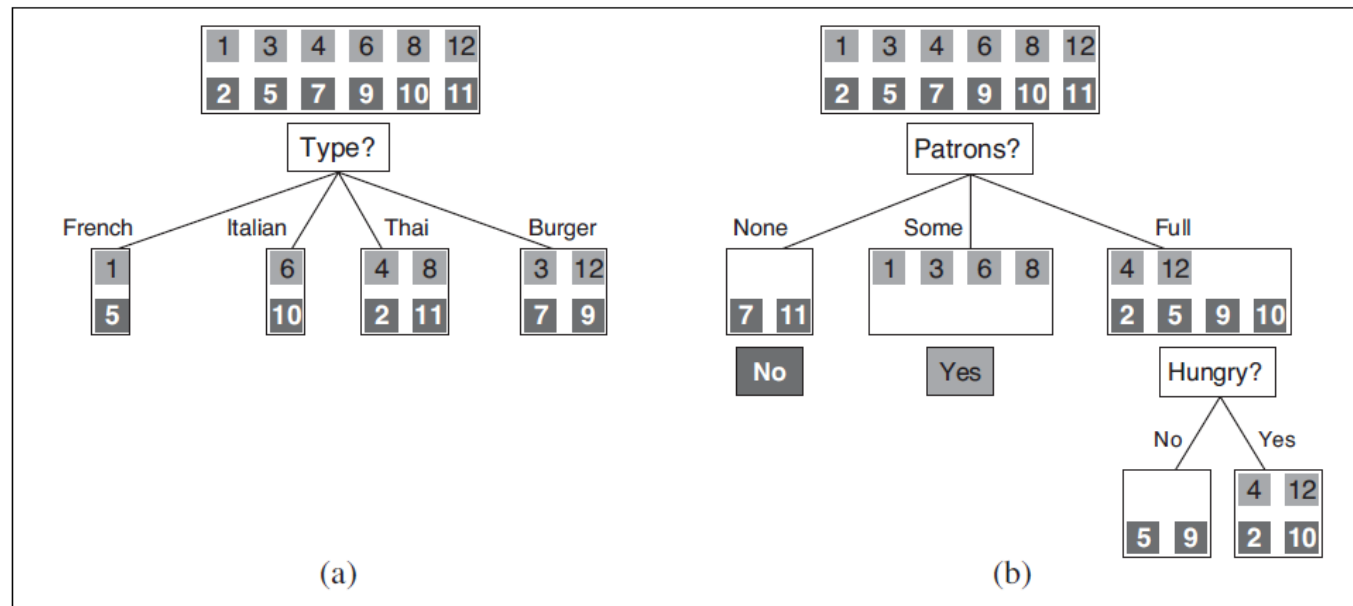 1 3 4 6 8 12
2 5 7 9 10 11
Type?
French Italian Thai Burger
1 6 4 8 3 12
5 10 2 11 7 9
(a)
1 3 4 6 8 12
2 5 7 9 10 11
Patrons?
None Some Full
1 3 6 8 4 12
7 11 2 5 9 10
No Yes Hungry?
No Yes
4 12
5 9 2 10
(b)